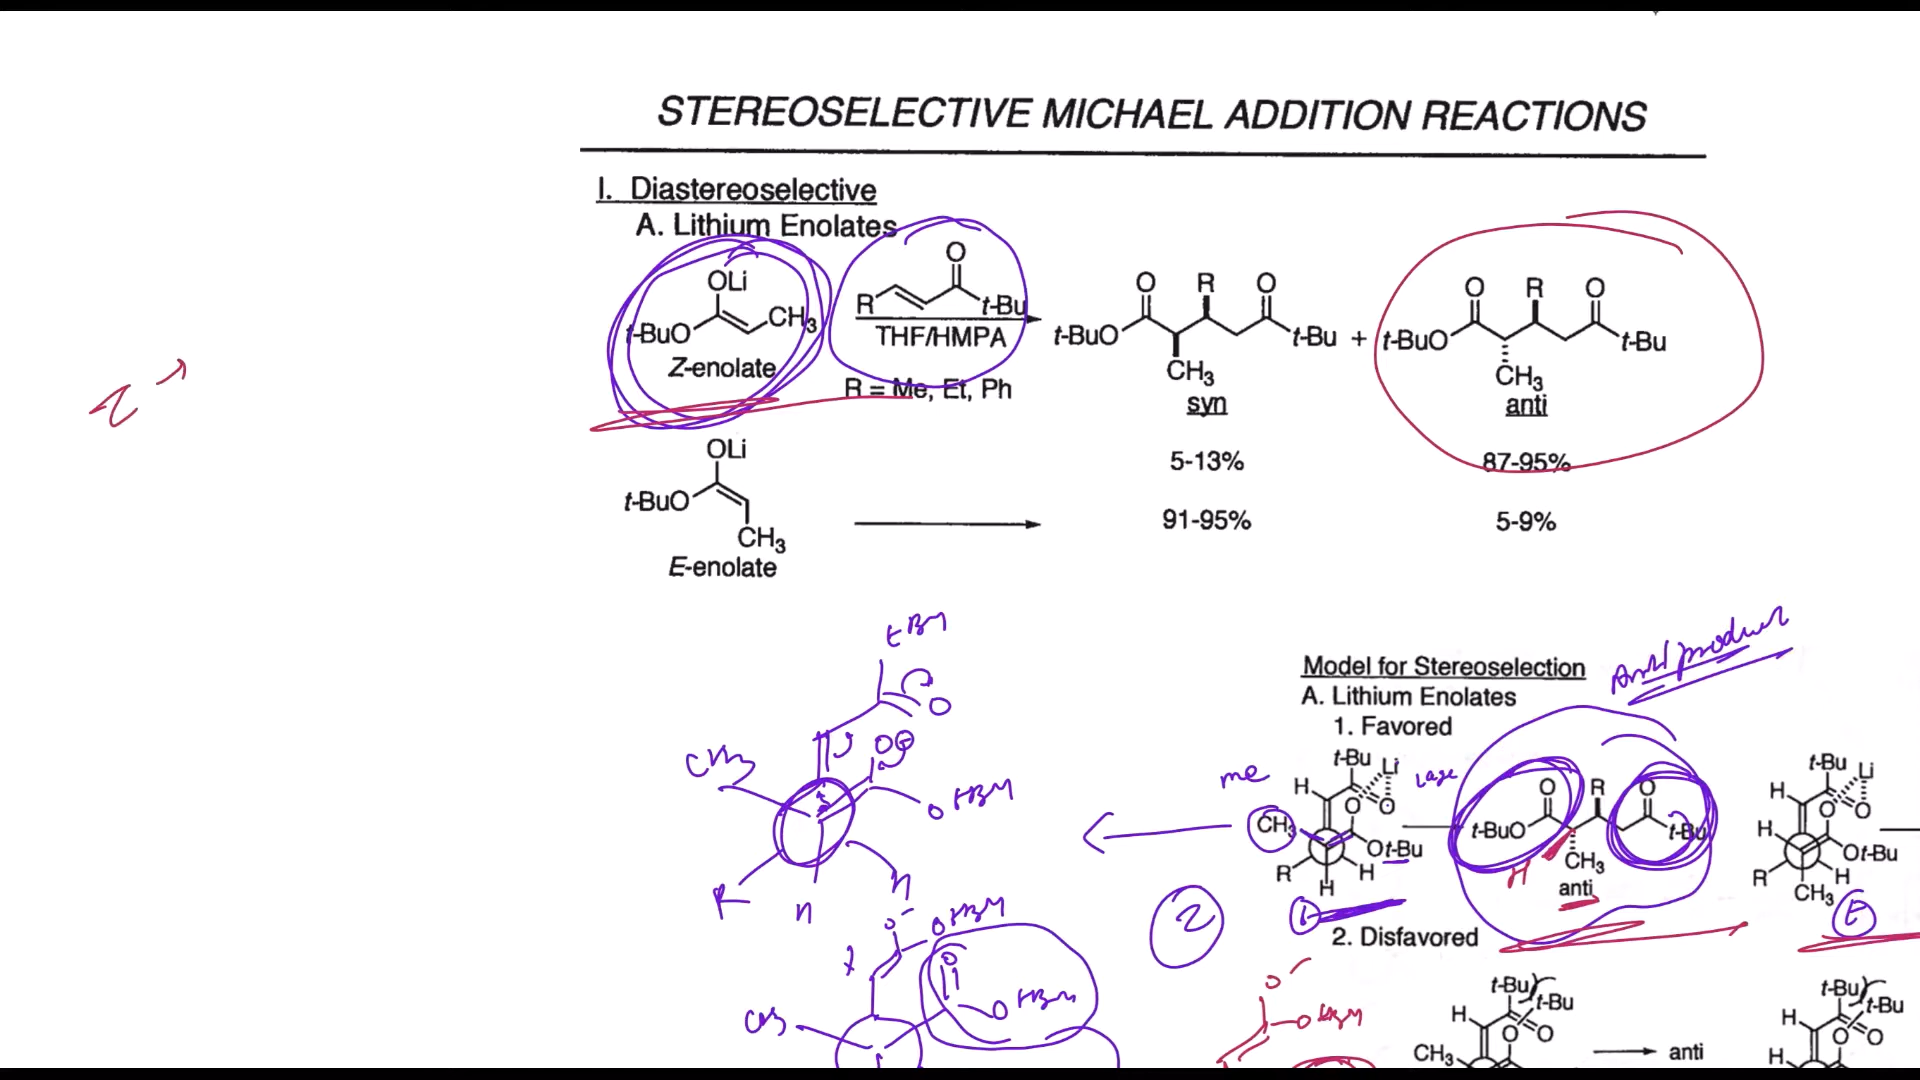 STEREOSELECTIVE MICHAEL ADDITION REACTIONS
I. Diastereoselective
A. Lithium Enolates
OLi
t-BuO
CH3
Z-enolate
O
R
t-Bu
THF/HMPA
R = Me, Et, Ph
O R O
t-BuO
t-Bu
CH3
syn
+
O R O
t-BuO
t-Bu
CH3
anti
5-13%
87-95%
OLi
t-BuO
CH3
E-enolate
91-95%
5-9%
Model for Stereoselection
A. Lithium Enolates
1. Favored
Anti product
t-Bu Li
H
O O
CH3
Ot-Bu
R H
H
me
O R O
t-BuO
t-Bu
CH3
H
anti
t-Bu Li
H
O O
H
Ot-Bu
R H
CH3
E
2
2. Disfavored
CH3
O
O
R
O
CH3
O
O
t-Bu
t-Bu
H
O
O
CH3
anti
t-Bu
t-Bu
H
O
O
H